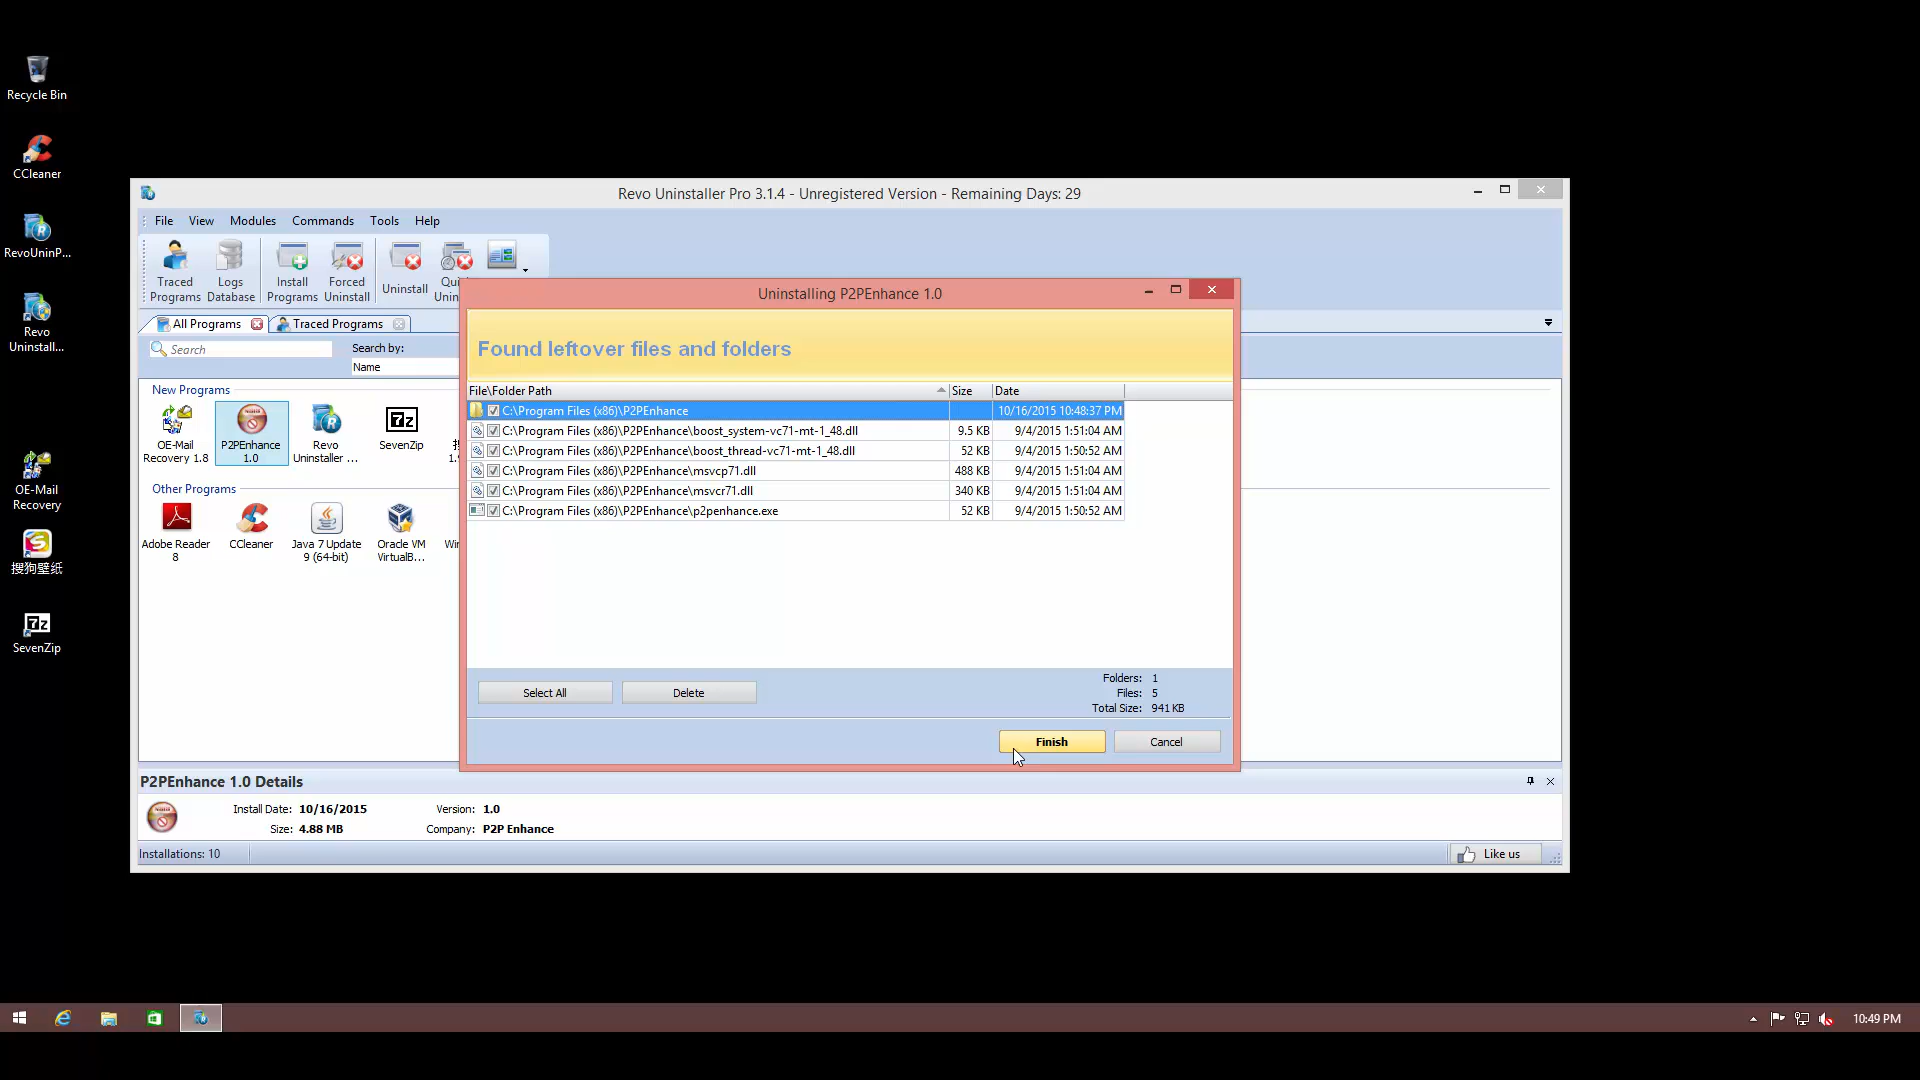 Recycle Bin
CCleaner
RevoUninP...
Revo
Uninstall...
OE-Mail
Recovery
搜狗壁纸
SevenZip
Revo Uninstaller Pro 3.1.4 - Unregistered Version - Remaining Days: 29
File View Modules Commands Tools Help
Traced
Programs
Logs
Database
Install
Programs
Forced
Uninstall
Uninstall
All Programs
Traced Programs
Search
Search by:
Name
New Programs
OE-Mail
Recovery 1.8
P2PEnhance
1.0
Revo
Uninstaller ...
SevenZip
Other Programs
Adobe Reader
8
CCleaner
Java 7 Update
9 (64-bit)
Oracle VM
VirtualB...
Uninstalling P2PEnhance 1.0
Found leftover files and folders
File\Folder Path Size Date
C:\Program Files (x86)\P2PEnhance 10/16/2015 10:48:37 PM
C:\Program Files (x86)\P2PEnhance\boost_system-vc71-mt-1_48.dll 9.5 KB 9/4/2015 1:51:04 AM
C:\Program Files (x86)\P2PEnhance\boost_thread-vc71-mt-1_48.dll 52 KB 9/4/2015 1:50:52 AM
C:\Program Files (x86)\P2PEnhance\msvcp71.dll 488 KB 9/4/2015 1:51:04 AM
C:\Program Files (x86)\P2PEnhance\msvcr71.dll 340 KB 9/4/2015 1:51:04 AM
C:\Program Files (x86)\P2PEnhance\p2penhance.exe 52 KB 9/4/2015 1:50:52 AM
Select All Delete
Folders: 1
Files: 5
Total Size: 941 KB
Finish Cancel
P2PEnhance 1.0 Details
Install Date: 10/16/2015 Version: 1.0
Size: 4.88 MB Company: P2P Enhance
Installations: 10
Like us
10:49 PM